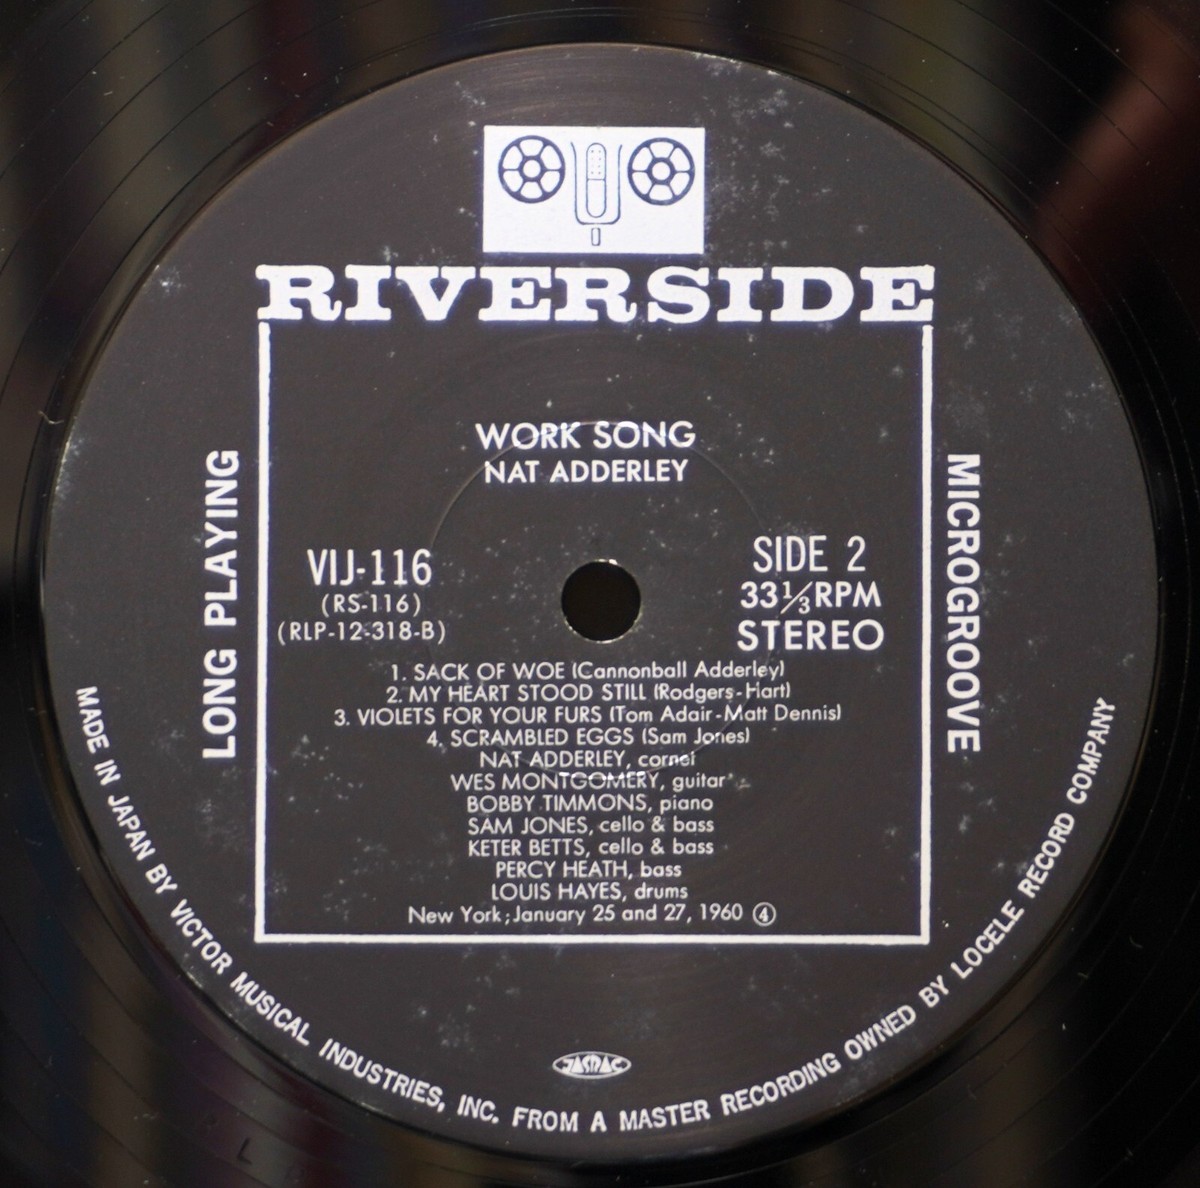 RIVERSIDE
WORK SONG
NAT ADDERLEY
LONG PLAYING
MICROGROOVE
VIJ-116
(RS-116)
(RLP-12-318-B)
SIDE 2
33⅓RPM
STEREO
1. SACK OF WOE (Cannonball Adderley)
2. MY HEART STOOD STILL (Rodgers-Hart)
3. VIOLETS FOR YOUR FURS (Tom Adair-Matt Dennis)
4. SCRAMBLED EGGS (Sam Jones)
NAT ADDERLEY, cornet
WES MONTGOMERY, guitar
BOBBY TIMMONS, piano
SAM JONES, cello & bass
KETER BETTS, cello & bass
PERCY HEATH, bass
LOUIS HAYES, drums
New York; January 25 and 27, 1960 ④
JASRAC
MADE IN JAPAN BY VICTOR MUSICAL INDUSTRIES, INC. FROM A MASTER RECORDING OWNED BY LOCELE RECORD COMPANY